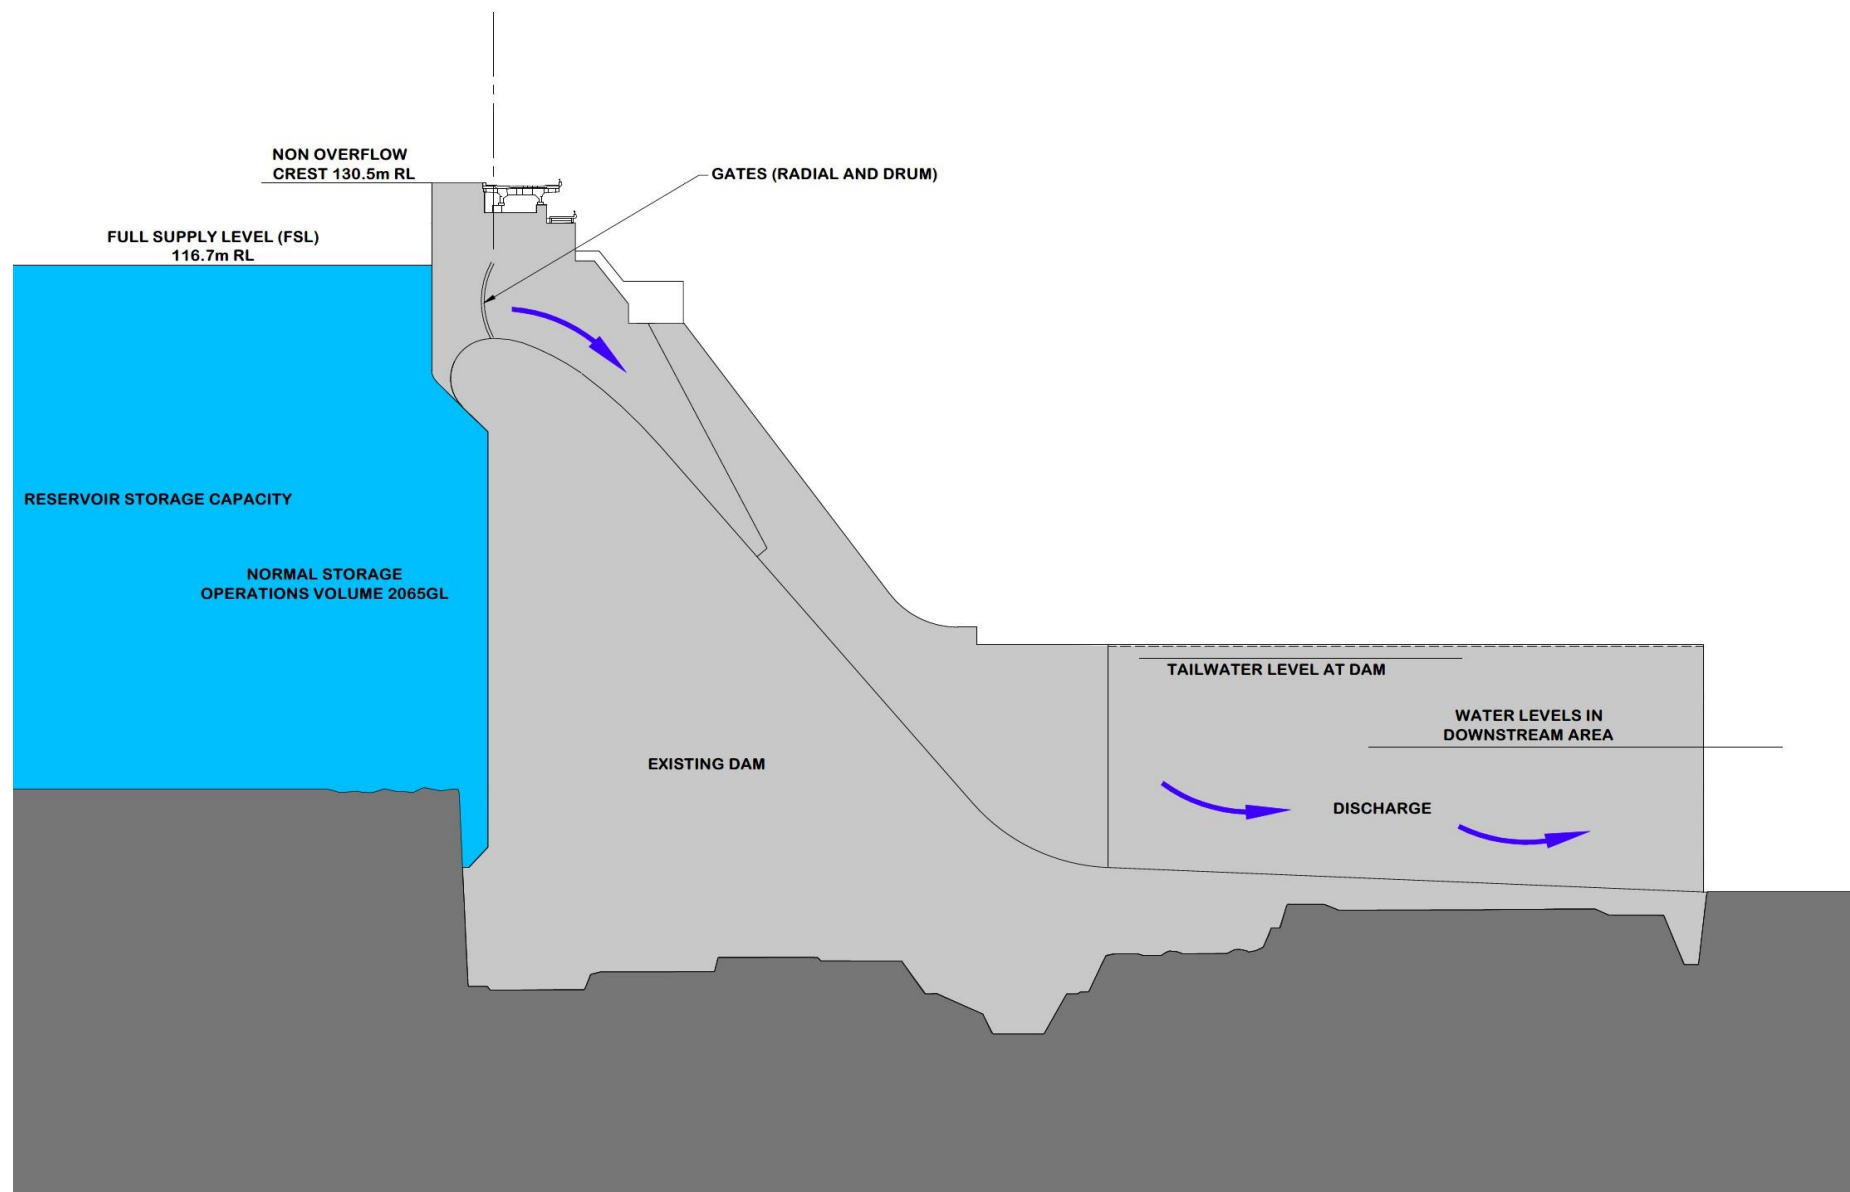 NON OVERFLOW
CREST 130.5m RL
GATES (RADIAL AND DRUM)
FULL SUPPLY LEVEL (FSL)
116.7m RL
RESERVOIR STORAGE CAPACITY
NORMAL STORAGE
OPERATIONS VOLUME 2065GL
TAILWATER LEVEL AT DAM
WATER LEVELS IN
DOWNSTREAM AREA
EXISTING DAM
DISCHARGE